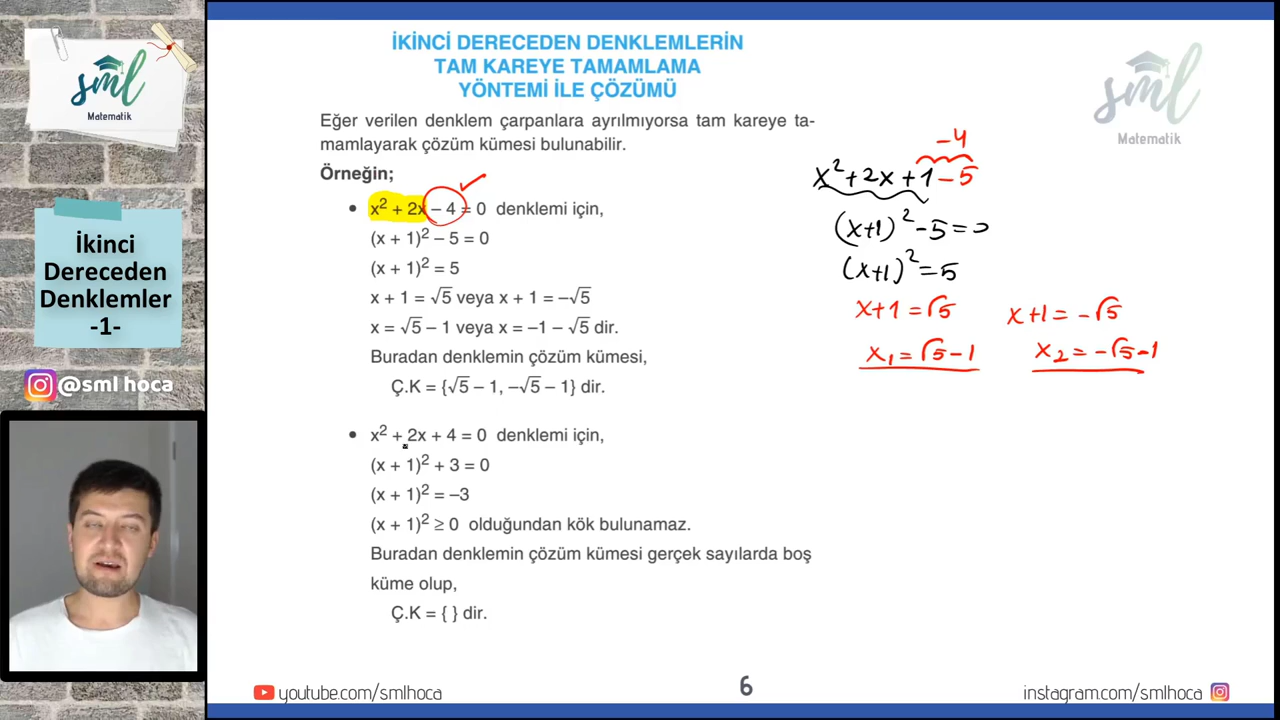 sml
Matematik
İkinci
Dereceden
Denklemler
-1-
@sml hoca
İKİNCİ DERECEDEN DENKLEMLERİN
TAM KAREYE TAMAMLAMA
YÖNTEMİ İLE ÇÖZÜMÜ
Eğer verilen denklem çarpanlara ayrılmıyorsa tam kareye ta-
mamlayarak çözüm kümesi bulunabilir.
Örneğin;
• x² + 2x – 4 = 0 denklemi için,
(x + 1)² – 5 = 0
(x + 1)² = 5
x + 1 = √5 veya x + 1 = –√5
x = √5 – 1 veya x = –1 – √5 dir.
Buradan denklemin çözüm kümesi,
Ç.K = {√5 – 1, –√5 – 1} dir.
• x² + 2x + 4 = 0 denklemi için,
(x + 1)² + 3 = 0
(x + 1)² = –3
(x + 1)² ≥ 0 olduğundan kök bulunamaz.
Buradan denklemin çözüm kümesi gerçek sayılarda boş
küme olup,
Ç.K = { } dir.
sml
Matematik
-4
x²+2x+1-5
(x+1)²-5=0
(x+1)²=5
x+1=√5 x+1=-√5
x₁=√5-1 x₂=-√5-1
youtube.com/smlhoca
6
instagram.com/smlhoca